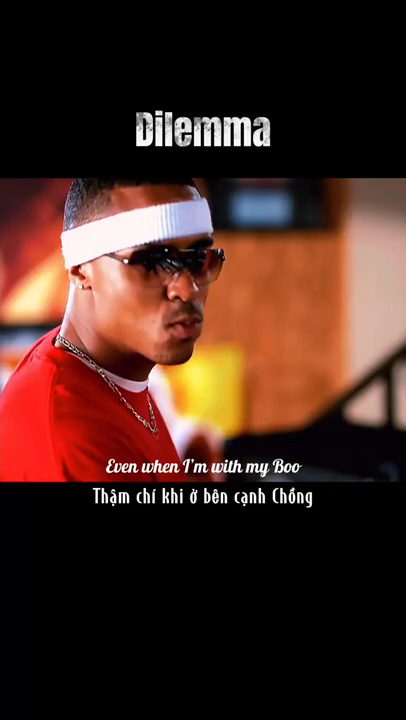 Dilemma
Even when I'm with my Boo
Thậm chí khi ở bên cạnh Chồng